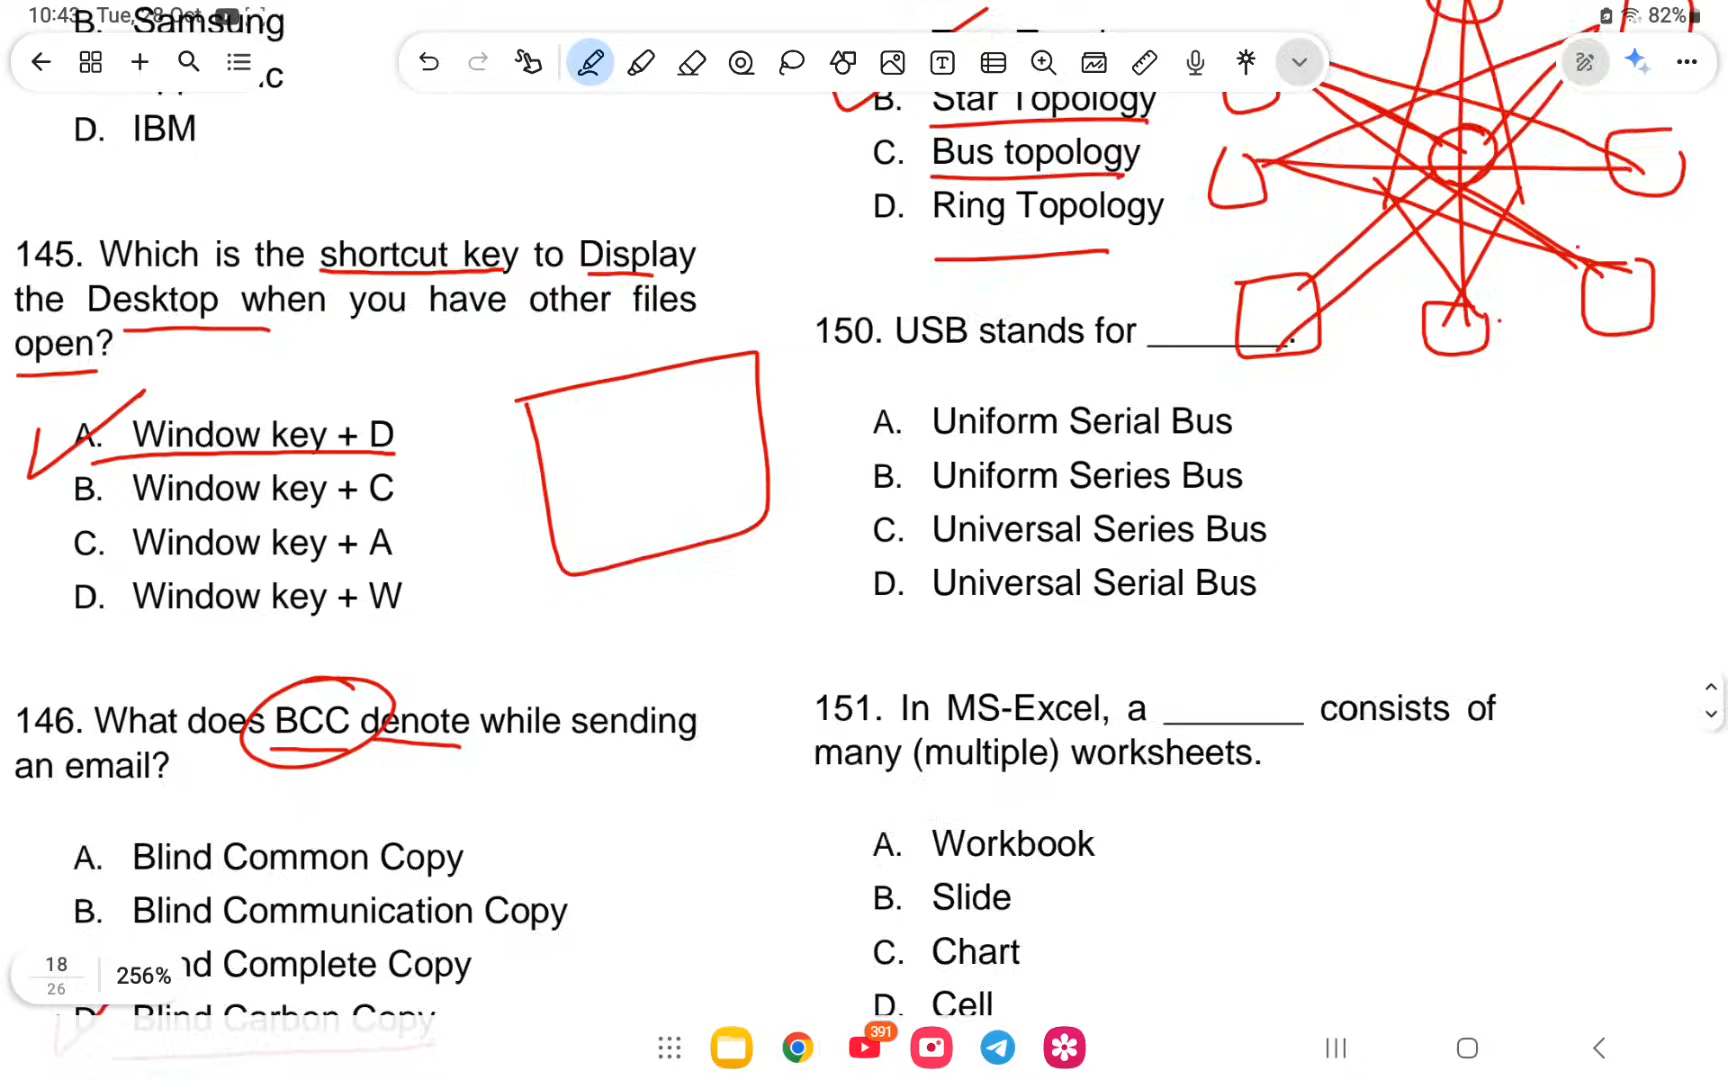 10:43 Tue, 28 Oct
82%
B. Samsung
D. IBM
145. Which is the shortcut key to Display
the Desktop when you have other files
open?
A. Window key + D
B. Window key + C
C. Window key + A
D. Window key + W
146. What does BCC denote while sending
an email?
A. Blind Common Copy
B. Blind Communication Copy
nd Complete Copy
D. Blind Carbon Copy
18
26
256%
B. Star Topology
C. Bus topology
D. Ring Topology
150. USB stands for ________.
A. Uniform Serial Bus
B. Uniform Series Bus
C. Universal Series Bus
D. Universal Serial Bus
151. In MS-Excel, a ________ consists of
many (multiple) worksheets.
A. Workbook
B. Slide
C. Chart
D. Cell
391